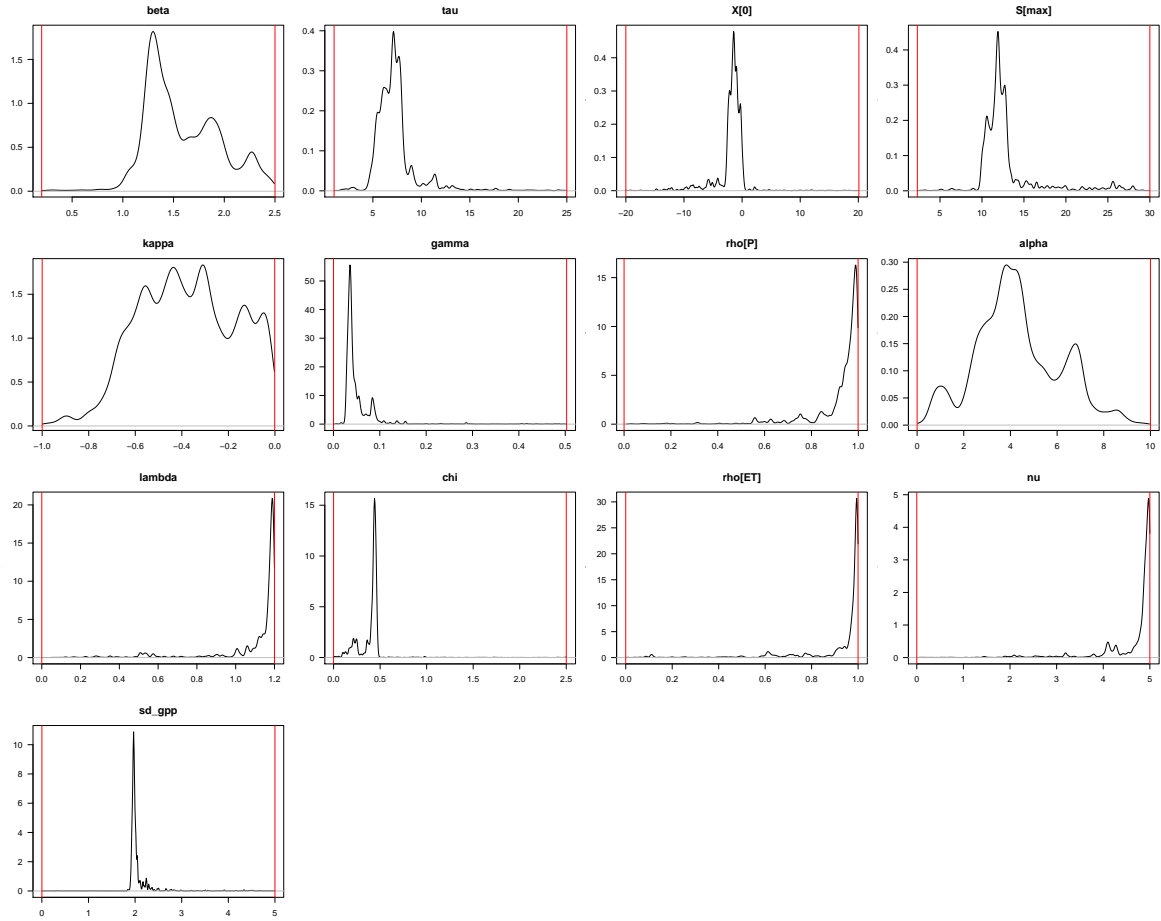 beta
0.0 0.5 1.0 1.5
0.5 1.0 1.5 2.0 2.5
tau
0.0 0.1 0.2 0.3 0.4
5 10 15 20 25
X[0]
0.0 0.1 0.2 0.3 0.4
−20 −10 0 10 20
S[max]
0.0 0.1 0.2 0.3 0.4
5 10 15 20 25 30
kappa
0.0 0.5 1.0 1.5
−1.0 −0.8 −0.6 −0.4 −0.2 0.0
gamma
0 10 20 30 40 50
0.0 0.1 0.2 0.3 0.4 0.5
rho[P]
0 5 10 15
0.0 0.2 0.4 0.6 0.8 1.0
alpha
0.00 0.05 0.10 0.15 0.20 0.25 0.30
0 2 4 6 8 10
lambda
0 5 10 15 20
0.0 0.2 0.4 0.6 0.8 1.0 1.2
chi
0 5 10 15
0.0 0.5 1.0 1.5 2.0 2.5
rho[ET]
0 5 10 15 20 25 30
0.0 0.2 0.4 0.6 0.8 1.0
nu
0 1 2 3 4 5
0 1 2 3 4 5
sd_gpp
0 2 4 6 8 10
0 1 2 3 4 5